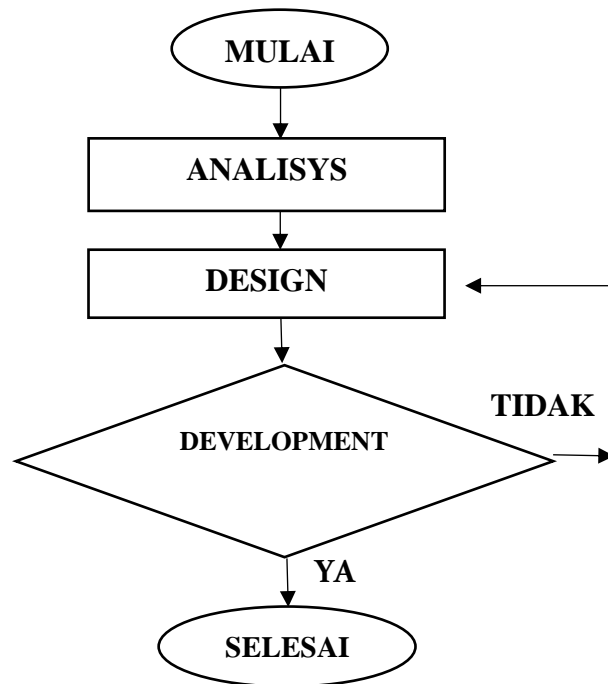 MULAI
ANALISYS
DESIGN
TIDAK
DEVELOPMENT
YA
SELESAI